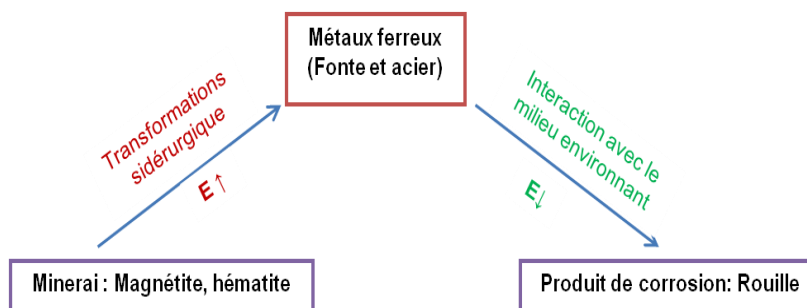 Métaux ferreux
(Fonte et acier)
Transformations
sidérurgique
E ↑
Interaction avec le
milieu environnant
E↓
Minerai : Magnétite, hématite
Produit de corrosion: Rouille